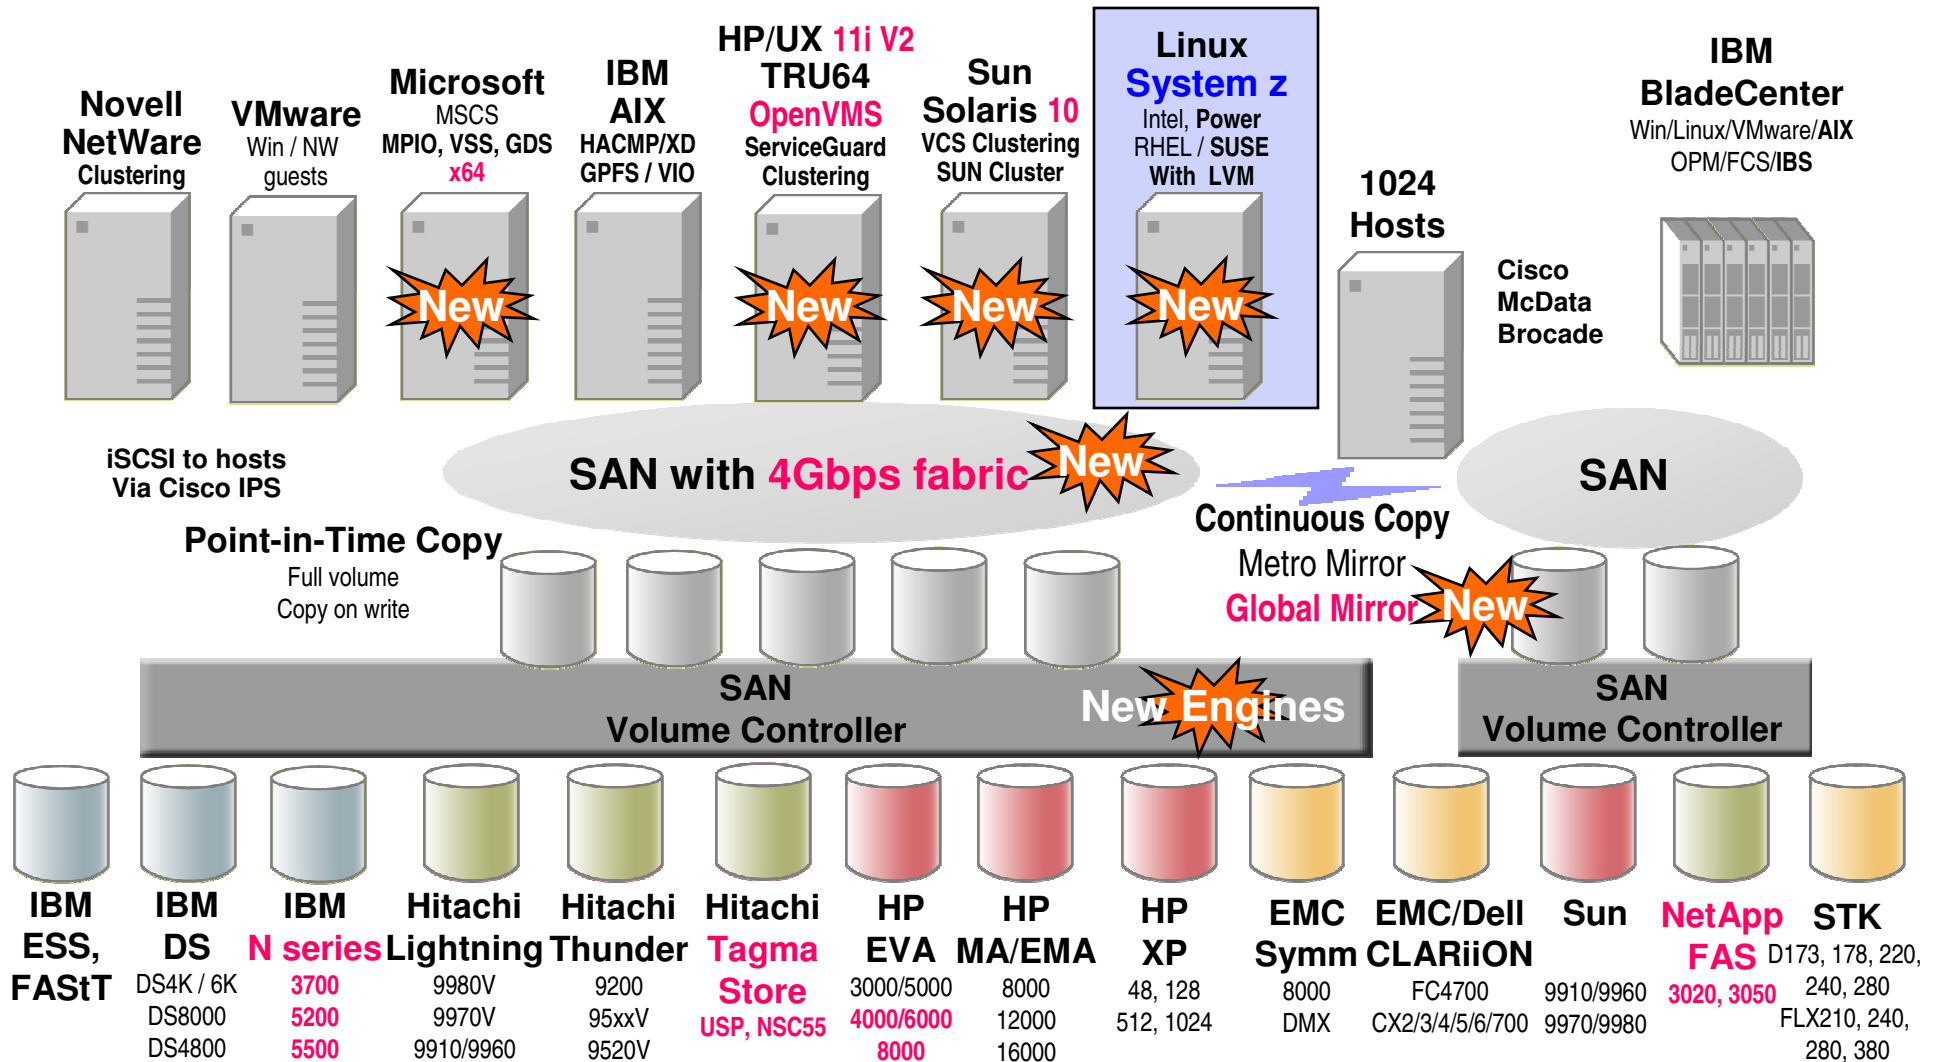 Novell
NetWare
Clustering
VMware
Win / NW
guests
Microsoft
MSCS
MPIO, VSS, GDS
x64
IBM
AIX
HACMP/XD
GPFS / VIO
HP/UX 11i V2
TRU64
OpenVMS
ServiceGuard
Clustering
Sun
Solaris 10
VCS Clustering
SUN Cluster
Linux
System z
Intel, Power
RHEL / SUSE
With LVM
1024
Hosts
IBM
BladeCenter
Win/Linux/VMware/AIX
OPM/FCS/IBS
Cisco
McData
Brocade
New
New
New
New
iSCSI to hosts
Via Cisco IPS
SAN with 4Gbps fabric
New
SAN
Point-in-Time Copy
Full volume
Copy on write
Continuous Copy
Metro Mirror
Global Mirror
New
SAN
Volume Controller
New Engines
SAN
Volume Controller
IBM
ESS,
FAStT
IBM
DS
DS4K / 6K
DS8000
DS4800
IBM
N series
3700
5200
5500
Hitachi
Lightning
9980V
9970V
9910/9960
Hitachi
Thunder
9200
95xxV
9520V
Hitachi
Tagma
Store
USP, NSC55
HP
EVA
3000/5000
4000/6000
8000
HP
MA/EMA
8000
12000
16000
HP
XP
48, 128
512, 1024
EMC
Symm
8000
DMX
EMC/Dell
CLARiiON
FC4700
CX2/3/4/5/6/700
Sun
9910/9960
9970/9980
NetApp
FAS
3020, 3050
STK
D173, 178, 220,
240, 280
FLX210, 240,
280, 380